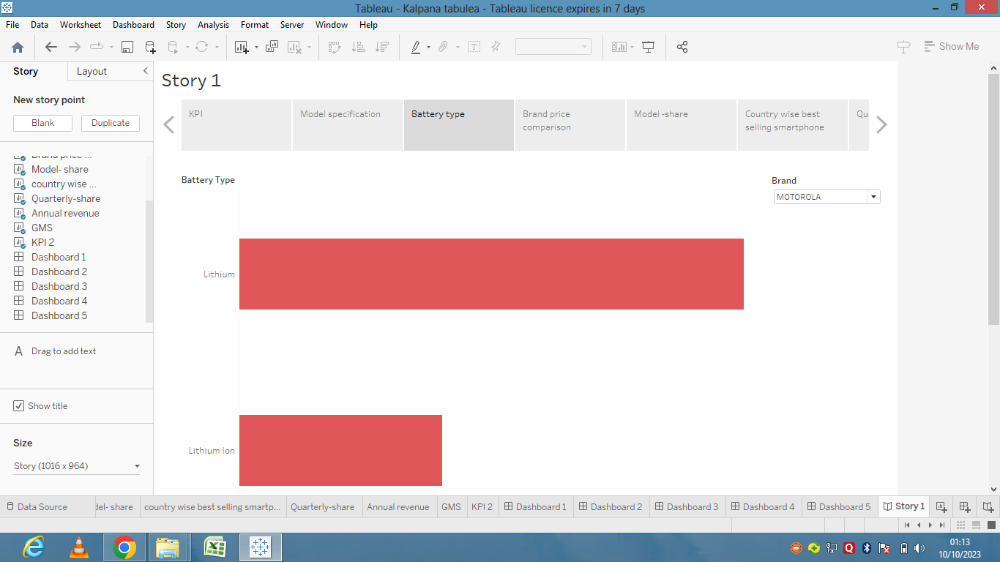 Tableau - Kalpana tabulea - Tableau licence expires in 7 days
File Data Worksheet Dashboard Story Analysis Format Server Window Help
Show Me
Story Layout
New story point
Blank Duplicate
Brand price ...
Model- share
country wise ...
Quarterly-share
Annual revenue
GMS
KPI 2
Dashboard 1
Dashboard 2
Dashboard 3
Dashboard 4
Dashboard 5
A Drag to add text
Show title
Size
Story (1016 x 964)
Story 1
KPI
Model specification
Battery type
Brand price
comparison
Model -share
Country wise best
selling smartphone
Qu
Battery Type
Brand
MOTOROLA
Lithium
Lithium Ion
Data Source del- share country wise best selling smartp... Quarterly-share Annual revenue GMS KPI 2 Dashboard 1 Dashboard 2 Dashboard 3 Dashboard 4 Dashboard 5 Story 1
01:13
10/10/2023